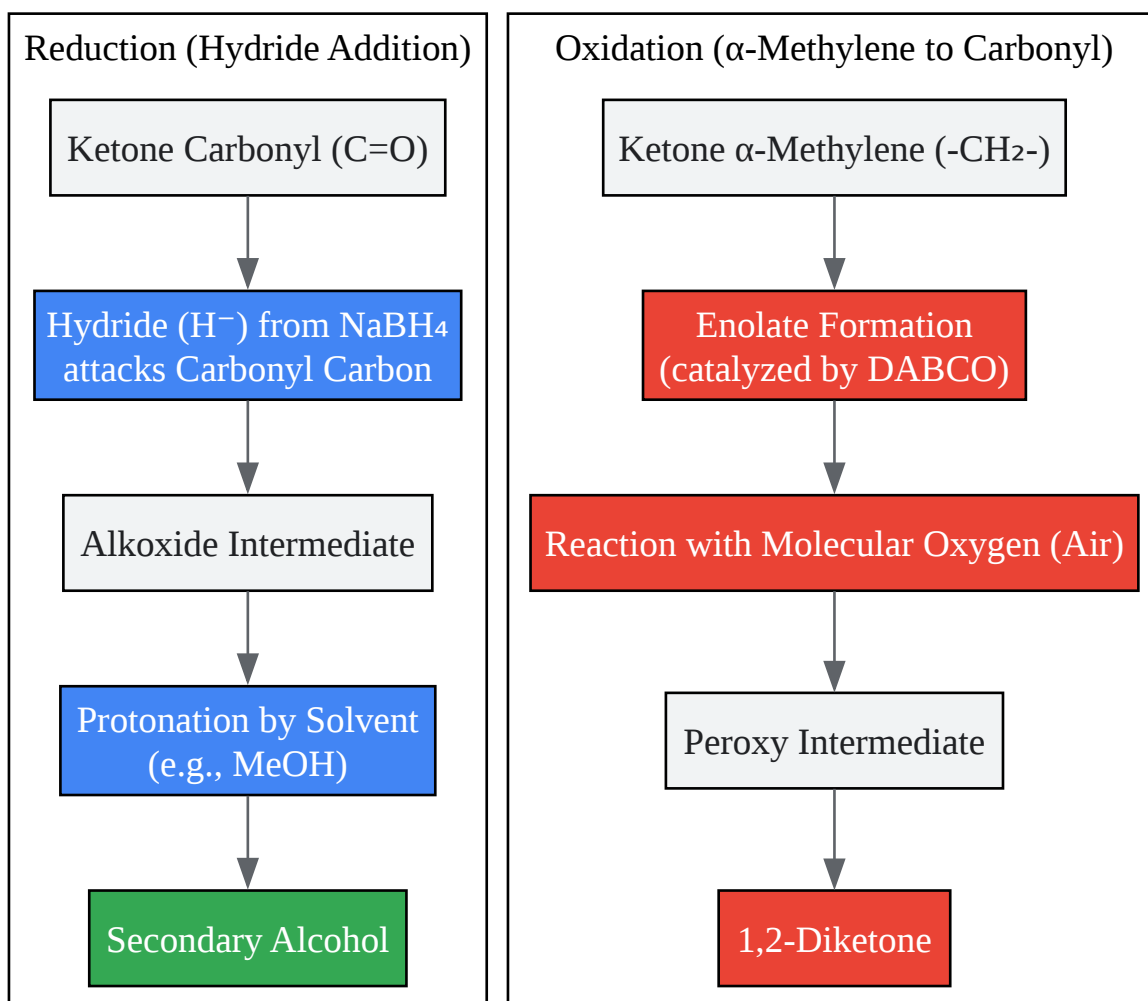 Reduction (Hydride Addition)
Ketone Carbonyl (C=O)
Hydride (H⁻) from NaBH₄
attacks Carbonyl Carbon
Alkoxide Intermediate
Protonation by Solvent
(e.g., MeOH)
Secondary Alcohol
Oxidation (α-Methylene to Carbonyl)
Ketone α-Methylene (-CH₂-)
Enolate Formation
(catalyzed by DABCO)
Reaction with Molecular Oxygen (Air)
Peroxy Intermediate
1,2-Diketone